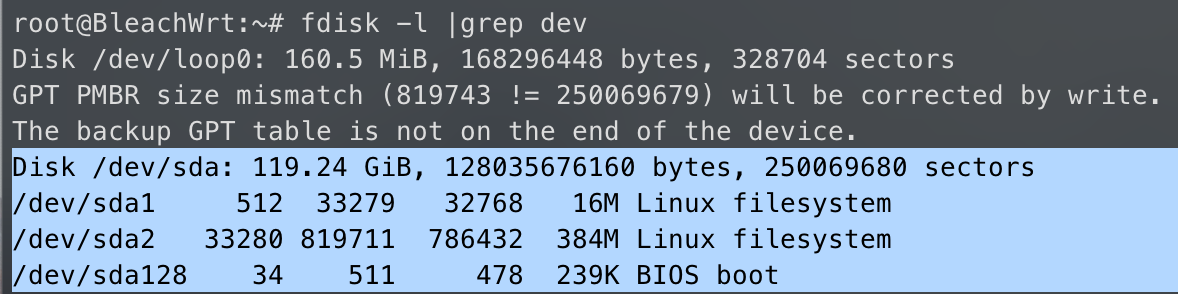 root@BleachWrt:~# fdisk -l |grep dev
Disk /dev/loop0: 160.5 MiB, 168296448 bytes, 328704 sectors
GPT PMBR size mismatch (819743 != 250069679) will be corrected by write.
The backup GPT table is not on the end of the device.
Disk /dev/sda: 119.24 GiB, 128035676160 bytes, 250069680 sectors
/dev/sda1     512  33279  32768   16M Linux filesystem
/dev/sda2   33280 819711  786432  384M Linux filesystem
/dev/sda128    34    511    478  239K BIOS boot